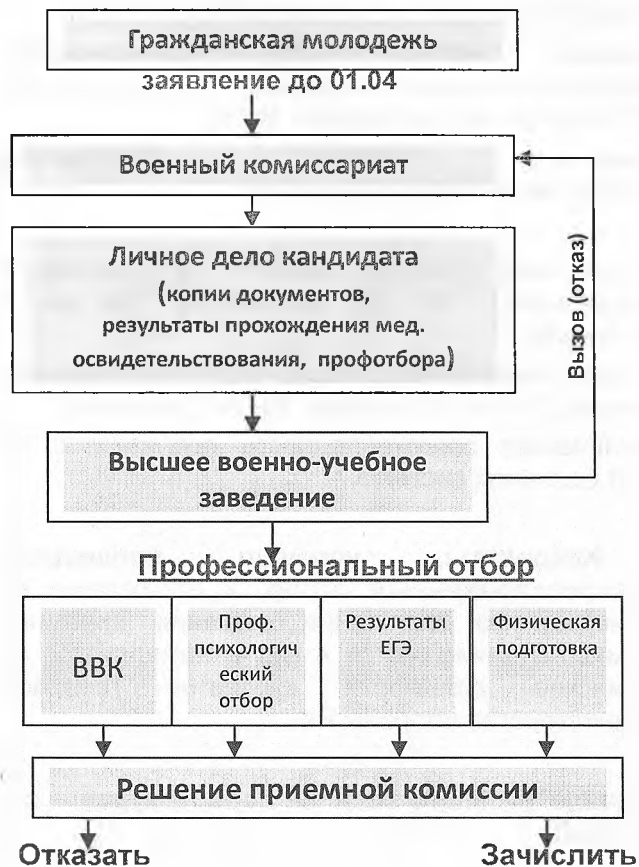 Гражданская молодежь
заявление до 01.04
Военный комиссариат
Личное дело кандидата
(копии документов,
результаты прохождения мед.
освидетельствования, профотбора)
Вызов (отказ)
Высшее военно-учебное
заведение
Профессиональный отбор
ВВК
Проф.
психологич
еский
отбор
Результаты
ЕГЭ
Физическая
подготовка
Решение приемной комиссии
Отказать
Зачислить